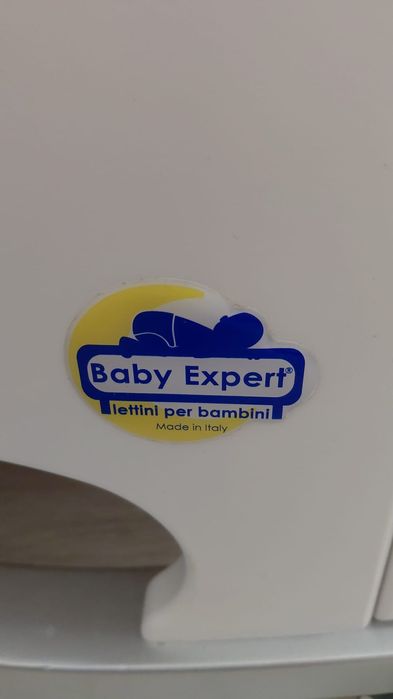 Baby Expert®
lettini per bambini
Made in Italy